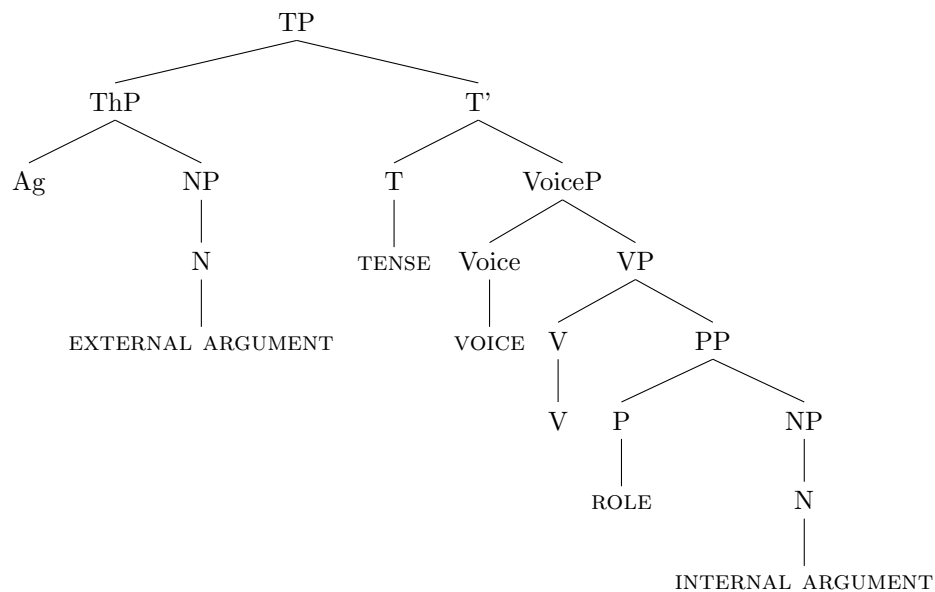 TP
ThP T'
Ag NP T VoiceP
N TENSE Voice VP
EXTERNAL ARGUMENT VOICE V PP
V P NP
ROLE N
INTERNAL ARGUMENT